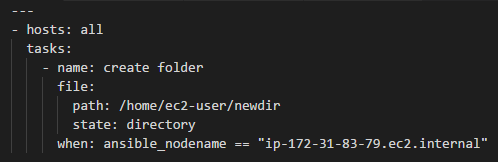 ---
- hosts: all
  tasks:
    - name: create folder
      file:
        path: /home/ec2-user/newdir
        state: directory
      when: ansible_nodename == "ip-172-31-83-79.ec2.internal"